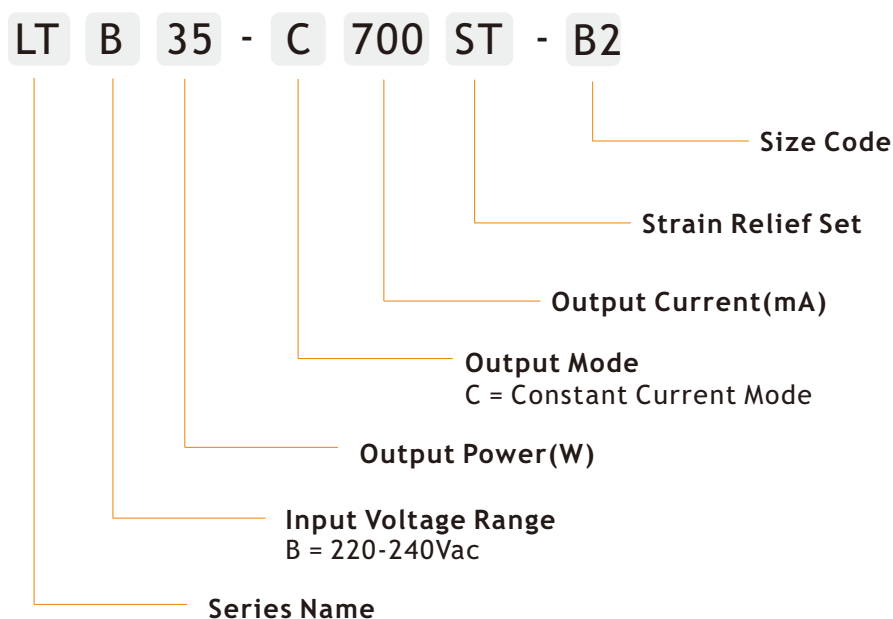 LT B 35 - C 700 ST - B2
Size Code
Strain Relief Set
Output Current(mA)
Output Mode
C = Constant Current Mode
Output Power(W)
Input Voltage Range
B = 220-240Vac
Series Name